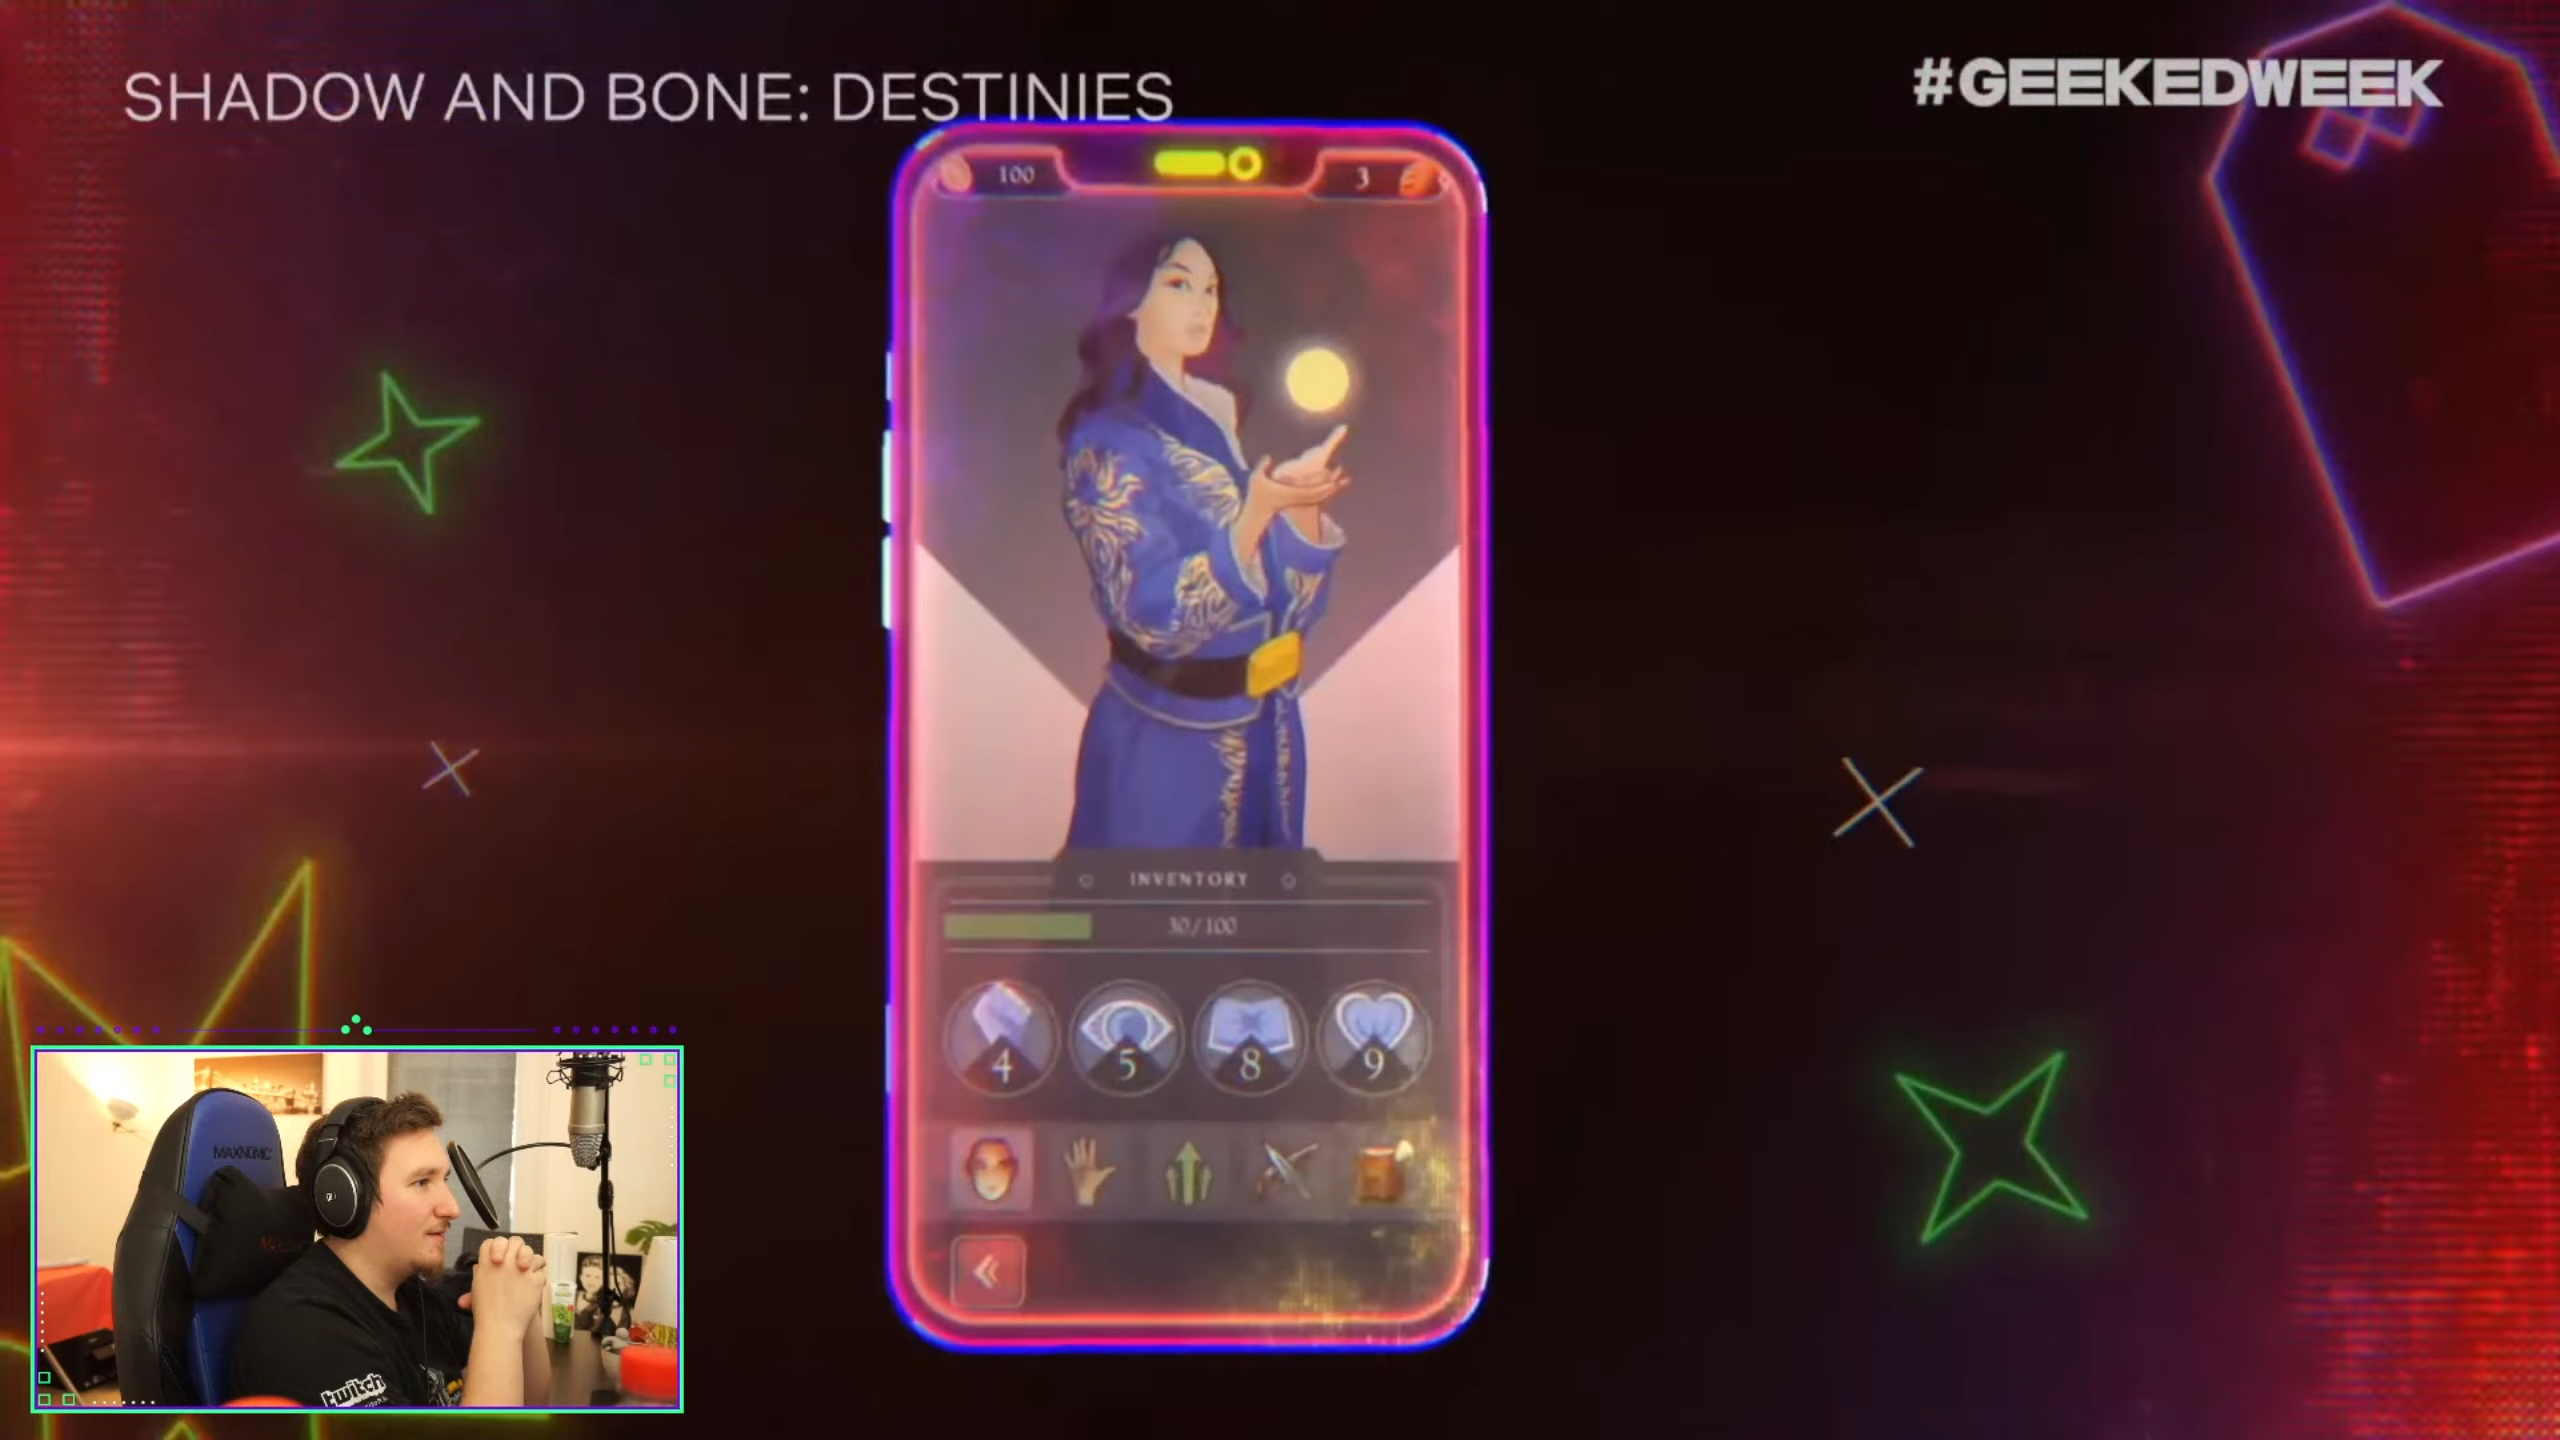 SHADOW AND BONE: DESTINIES
#GEEKEDWEEK
100
3
INVENTORY
30/100
4
5
8
9
MAXNOMIC
twitch